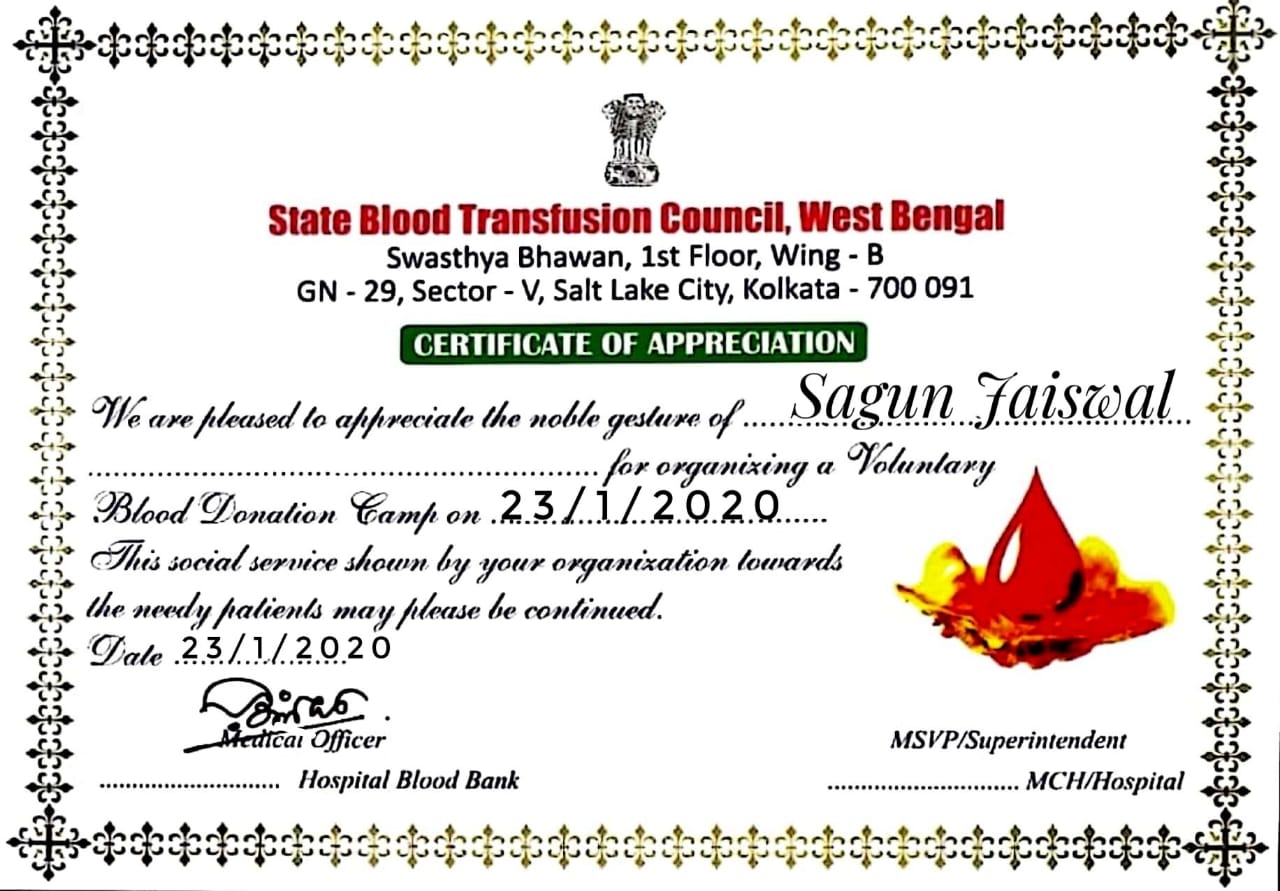 State Blood Transfusion Council, West Bengal
Swasthya Bhawan, 1st Floor, Wing - B
GN - 29, Sector - V, Salt Lake City, Kolkata - 700 091
CERTIFICATE OF APPRECIATION
We are pleased to appreciate the noble gesture of Sagun Jaiswal
for organizing a Voluntary
Blood Donation Camp on 23/1/2020
This social service shown by your organization towards
the needy patients may please be continued.
Date 23/1/2020
Medical Officer
Hospital Blood Bank
MSVP/Superintendent
MCH/Hospital